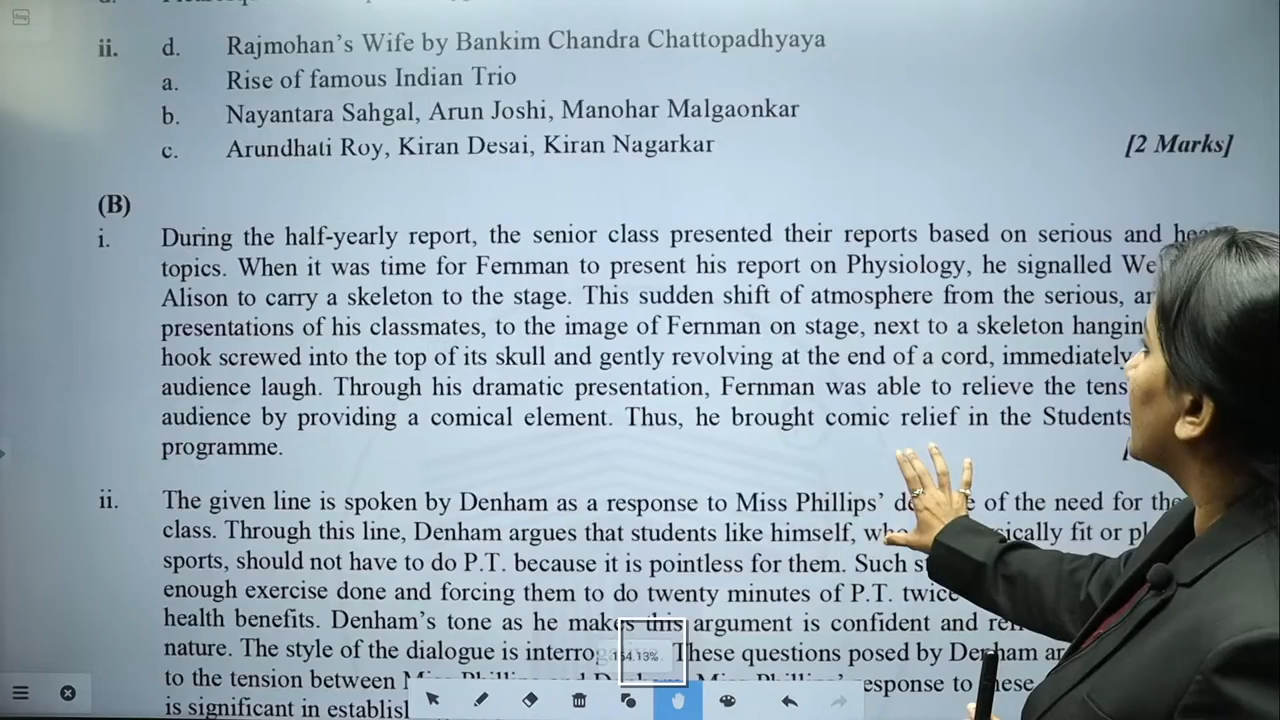 ii. d. Rajmohan's Wife by Bankim Chandra Chattopadhyaya
a. Rise of famous Indian Trio
b. Nayantara Sahgal, Arun Joshi, Manohar Malgaonkar
c. Arundhati Roy, Kiran Desai, Kiran Nagarkar [2 Marks]
(B)
i. During the half-yearly report, the senior class presented their reports based on serious and
topics. When it was time for Fernman to present his report on Physiology, he signalled
Alison to carry a skeleton to the stage. This sudden shift of atmosphere from the serious,
presentations of his classmates, to the image of Fernman on stage, next to a skeleton
hook screwed into the top of its skull and gently revolving at the end of a cord, immediately
audience laugh. Through his dramatic presentation, Fernman was able to relieve the
audience by providing a comical element. Thus, he brought comic relief in the Students
programme.
ii. The given line is spoken by Denham as a response to Miss Phillips' of the need for
class. Through this line, Denham argues that students like himself, fit or
sports, should not have to do P.T. because it is pointless for them. Such
enough exercise done and forcing them to do twenty minutes of P.T. twice
health benefits. Denham's tone as he makes this argument is confident and
nature. The style of the dialogue is These questions posed by Denham
164.13%
to the tension between to these
is significant in